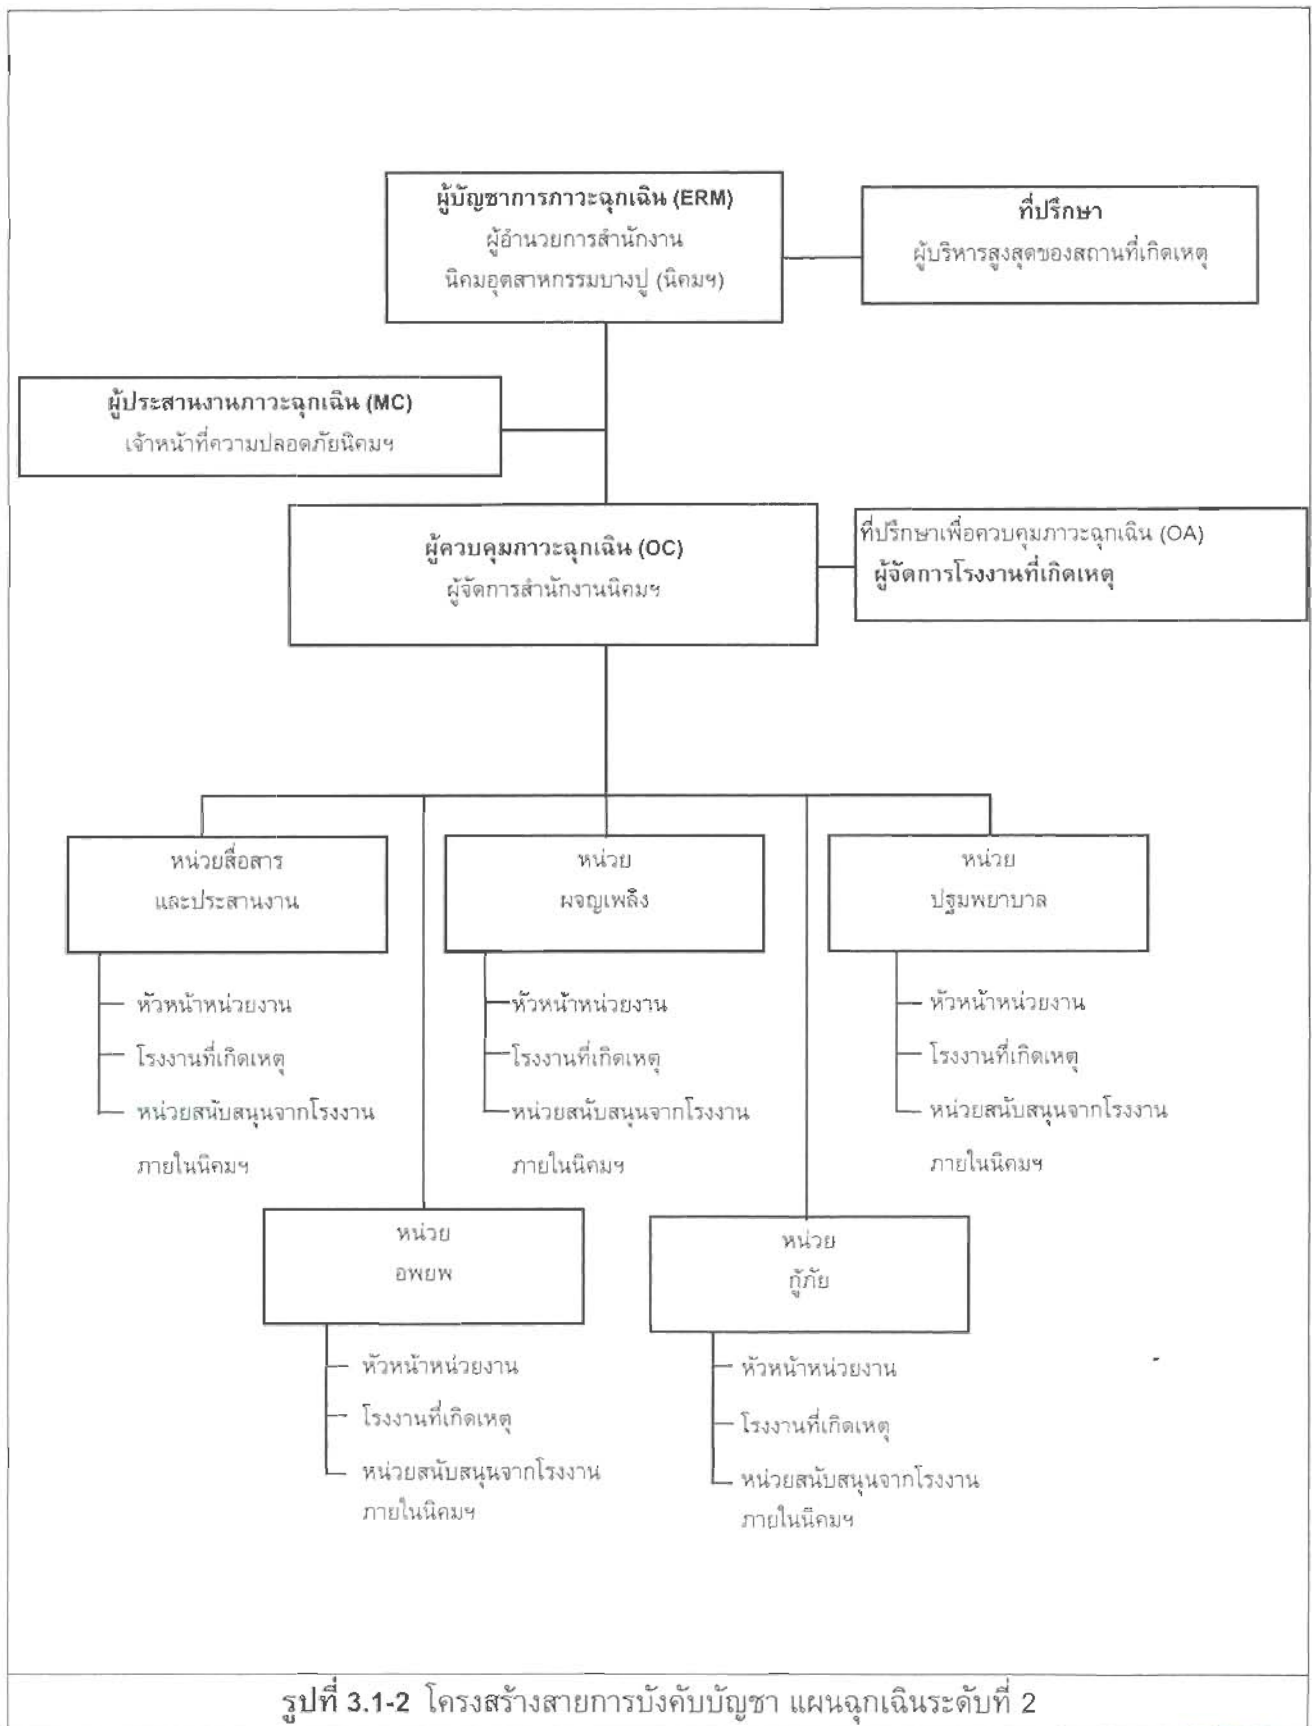 ผู้บัญชาการภาวะฉุกเฉิน (ERM)
ผู้อำนวยการสำนักงาน
นิคมอุตสาหกรรมบางปู (นิคมฯ)
ที่ปรึกษา
ผู้บริหารสูงสุดของสถานที่เกิดเหตุ
ผู้ประสานงานภาวะฉุกเฉิน (MC)
เจ้าหน้าที่ความปลอดภัยนิคมฯ
ผู้ควบคุมภาวะฉุกเฉิน (OC)
ผู้จัดการสำนักงานนิคมฯ
ที่ปรึกษาเพื่อควบคุมภาวะฉุกเฉิน (OA)
ผู้จัดการโรงงานที่เกิดเหตุ
หน่วยสื่อสาร
และประสานงาน
หัวหน้าหน่วยงาน
โรงงานที่เกิดเหตุ
หน่วยสนับสนุนจากโรงงาน
ภายในนิคมฯ
หน่วย
ผจญเพลิง
หัวหน้าหน่วยงาน
โรงงานที่เกิดเหตุ
หน่วยสนับสนุนจากโรงงาน
ภายในนิคมฯ
หน่วย
ปฐมพยาบาล
หัวหน้าหน่วยงาน
โรงงานที่เกิดเหตุ
หน่วยสนับสนุนจากโรงงาน
ภายในนิคมฯ
หน่วย
อพยพ
หัวหน้าหน่วยงาน
โรงงานที่เกิดเหตุ
หน่วยสนับสนุนจากโรงงาน
ภายในนิคมฯ
หน่วย
กู้ภัย
หัวหน้าหน่วยงาน
โรงงานที่เกิดเหตุ
หน่วยสนับสนุนจากโรงงาน
ภายในนิคมฯ
รูปที่ 3.1-2 โครงสร้างสายการบังคับบัญชา แผนฉุกเฉินระดับที่ 2